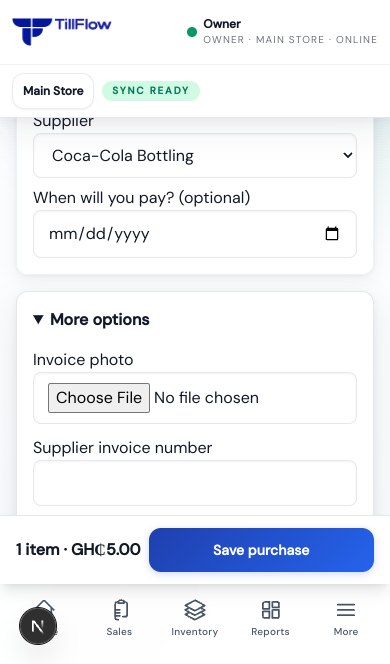 TillFlow
Owner
OWNER · MAIN STORE · ONLINE
Main Store
SYNC READY
Supplier
Coca-Cola Bottling
When will you pay? (optional)
mm/dd/yyyy
▼ More options
Invoice photo
Choose File No file chosen
Supplier invoice number
1 item · GH₵5.00
Save purchase
N
Sales
Inventory
Reports
More